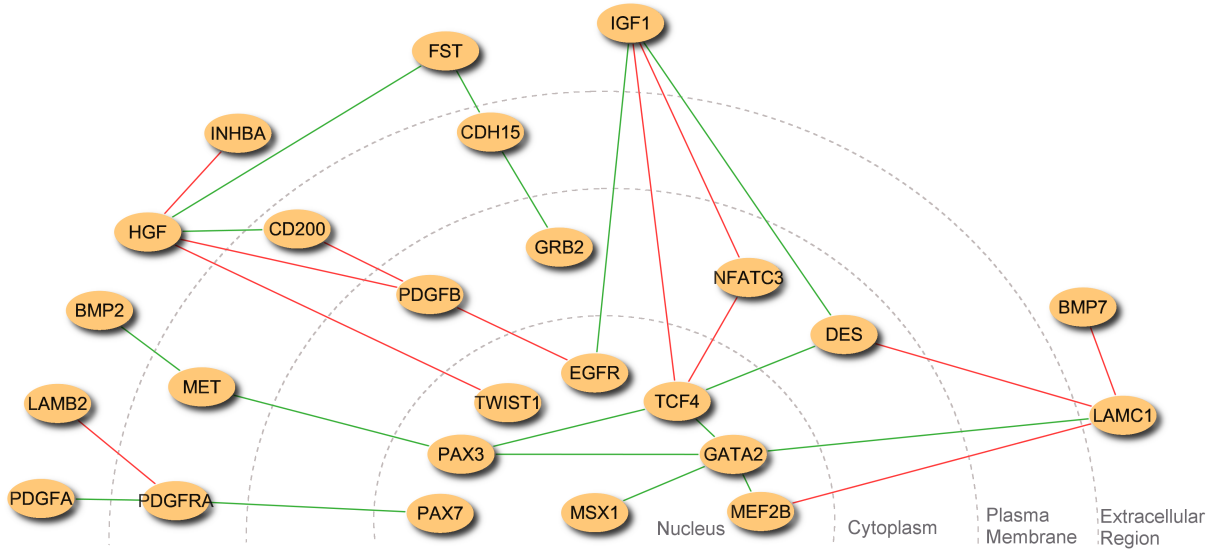 IGF1
FST
INHBA
CDH15
HGF
CD200
GRB2
NFATC3
PDGFB
BMP2
BMP7
DES
EGFR
MET
TWIST1
TCF4
LAMB2
LAMC1
PAX3
GATA2
PDGFA
PDGFRA
PAX7
MSX1
MEF2B
Nucleus
Cytoplasm
Plasma
Membrane
Extracellular
Region